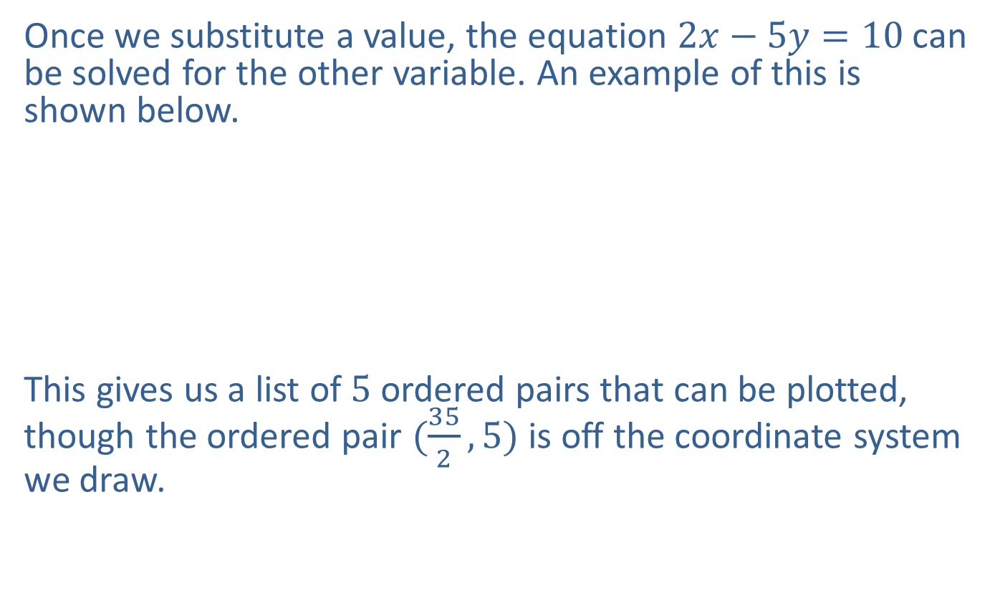 Once we substitute a value, the equation 2x − 5y = 10 can
be solved for the other variable. An example of this is
shown below.
This gives us a list of 5 ordered pairs that can be plotted,
though the ordered pair (35/2, 5) is off the coordinate system
we draw.